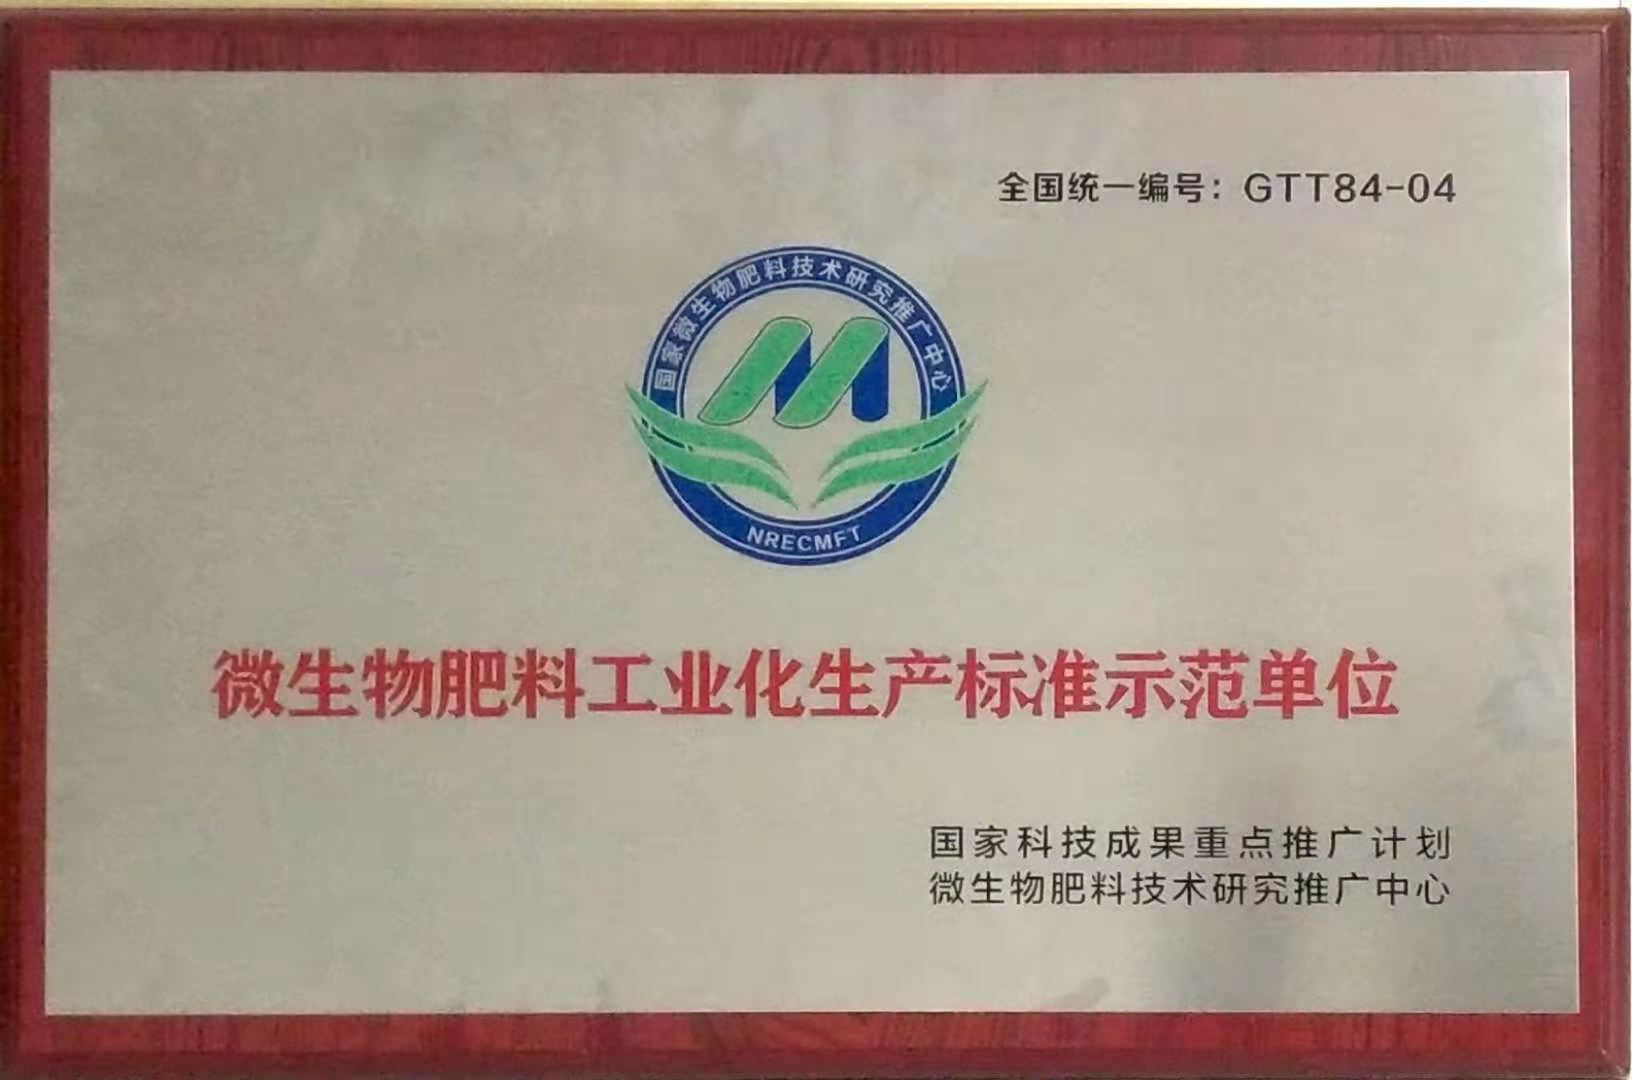 全国统一编号：GTT84-04
国家微生物肥料技术研究推广中心
NRECMFT
微生物肥料工业化生产标准示范单位
国家科技成果重点推广计划
微生物肥料技术研究推广中心